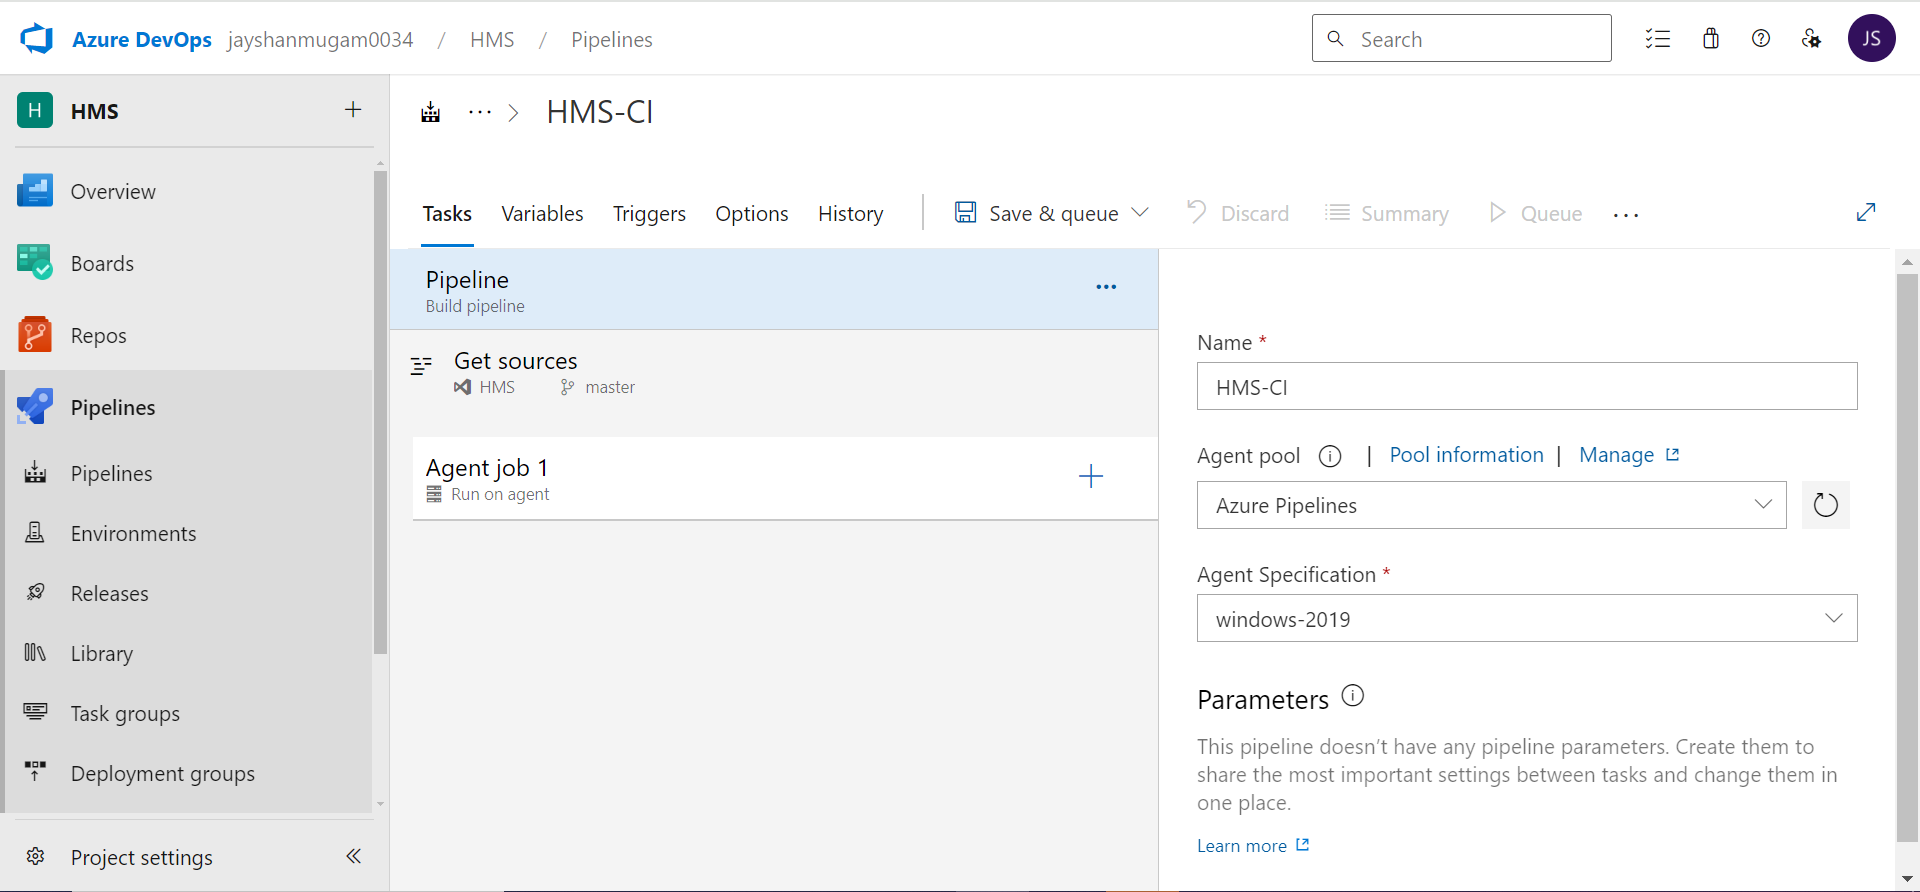 Azure DevOps jayshanmugam0034 / HMS / Pipelines
Search
JS
H HMS
Overview
Boards
Repos
Pipelines
Pipelines
Environments
Releases
Library
Task groups
Deployment groups
Project settings
HMS-CI
Tasks Variables Triggers Options History Save & queue Discard Summary Queue
Pipeline
Build pipeline
Get sources
HMS master
Agent job 1
Run on agent
Name *
HMS-CI
Agent pool | Pool information | Manage
Azure Pipelines
Agent Specification *
windows-2019
Parameters
This pipeline doesn't have any pipeline parameters. Create them to
share the most important settings between tasks and change them in
one place.
Learn more